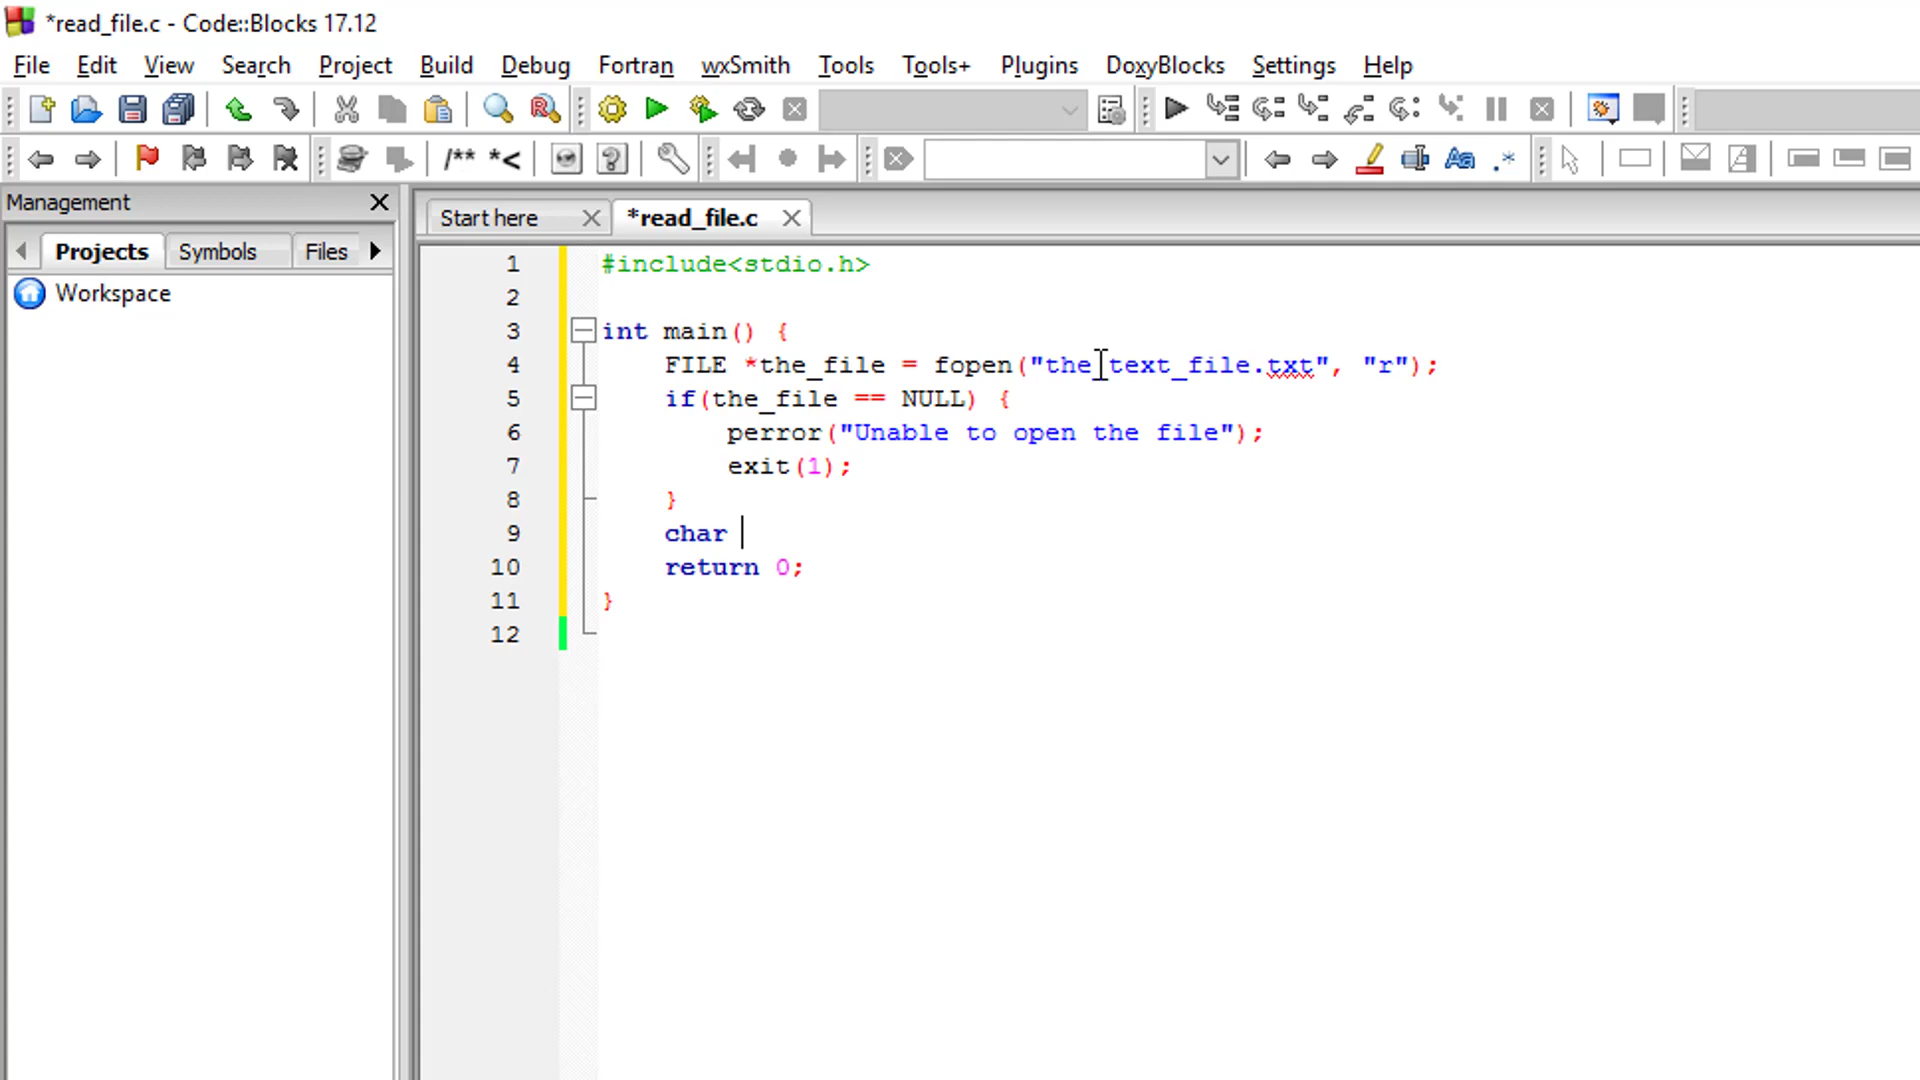 *read_file.c - Code::Blocks 17.12
File Edit View Search Project Build Debug Fortran wxSmith Tools Tools+ Plugins DoxyBlocks Settings Help
/** *<
Management
Projects Symbols Files
Workspace
Start here *read_file.c
1 #include<stdio.h>
2
3 int main() {
4 FILE *the_file = fopen("the_text_file.txt", "r");
5 if(the_file == NULL) {
6 perror("Unable to open the file");
7 exit(1);
8 }
9 char
10 return 0;
11 }
12